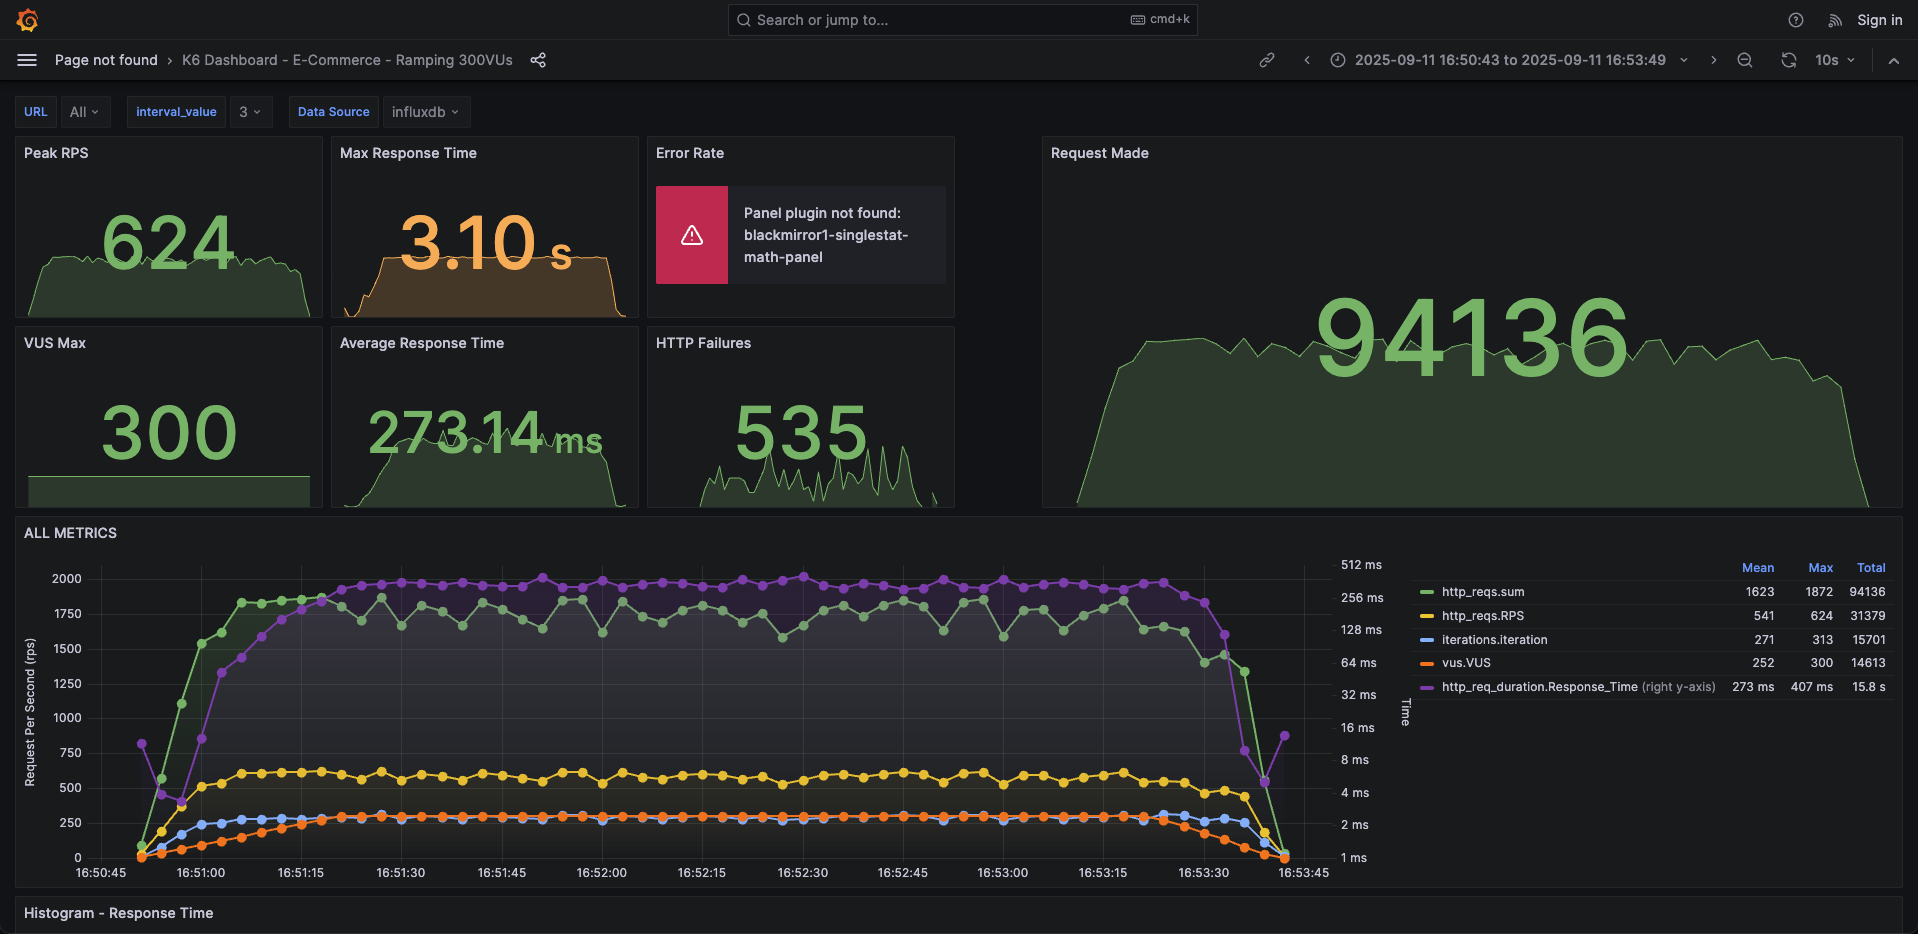 Search or jump to...
cmd+k
Sign in
Page not found › K6 Dashboard - E-Commerce - Ramping 300VUs
2025-09-11 16:50:43 to 2025-09-11 16:53:49
10s
URL All interval_value 3 Data Source influxdb
Peak RPS
624
Max Response Time
3.10 s
Error Rate
Panel plugin not found:
blackmirror1-singlestat-
math-panel
Request Made
94136
VUS Max
300
Average Response Time
273.14 ms
HTTP Failures
535
ALL METRICS
Request Per Second (rps)
2000
1750
1500
1250
1000
750
500
250
0
16:50:45 16:51:00 16:51:15 16:51:30 16:51:45 16:52:00 16:52:15 16:52:30 16:52:45 16:53:00 16:53:15 16:53:30 16:53:45
512 ms
256 ms
128 ms
64 ms
32 ms
16 ms
8 ms
4 ms
2 ms
1 ms
Time
Mean Max Total
http_reqs.sum 1623 1872 94136
http_reqs.RPS 541 624 31379
iterations.iteration 271 313 15701
vus.VUS 252 300 14613
http_req_duration.Response_Time (right y-axis) 273 ms 407 ms 15.8 s
Histogram - Response Time